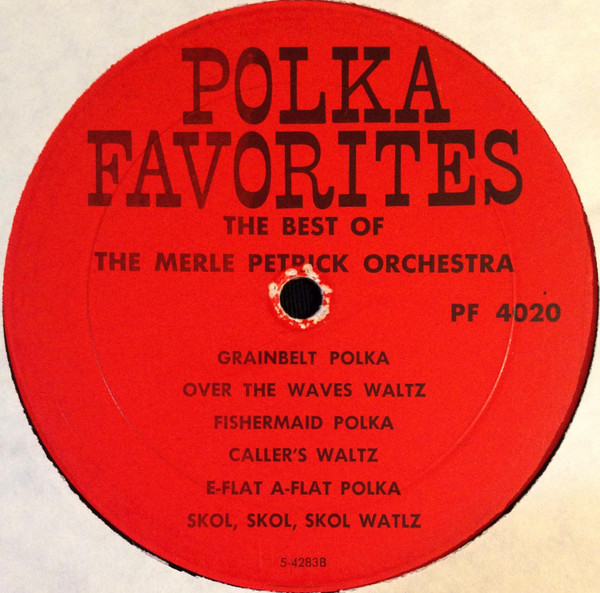 POLKA
FAVORITES
THE BEST OF
THE MERLE PETRICK ORCHESTRA
PF 4020
GRAINBELT POLKA
OVER THE WAVES WALTZ
FISHERMAID POLKA
CALLER'S WALTZ
E-FLAT A-FLAT POLKA
SKOL, SKOL, SKOL WATLZ
5-4283B